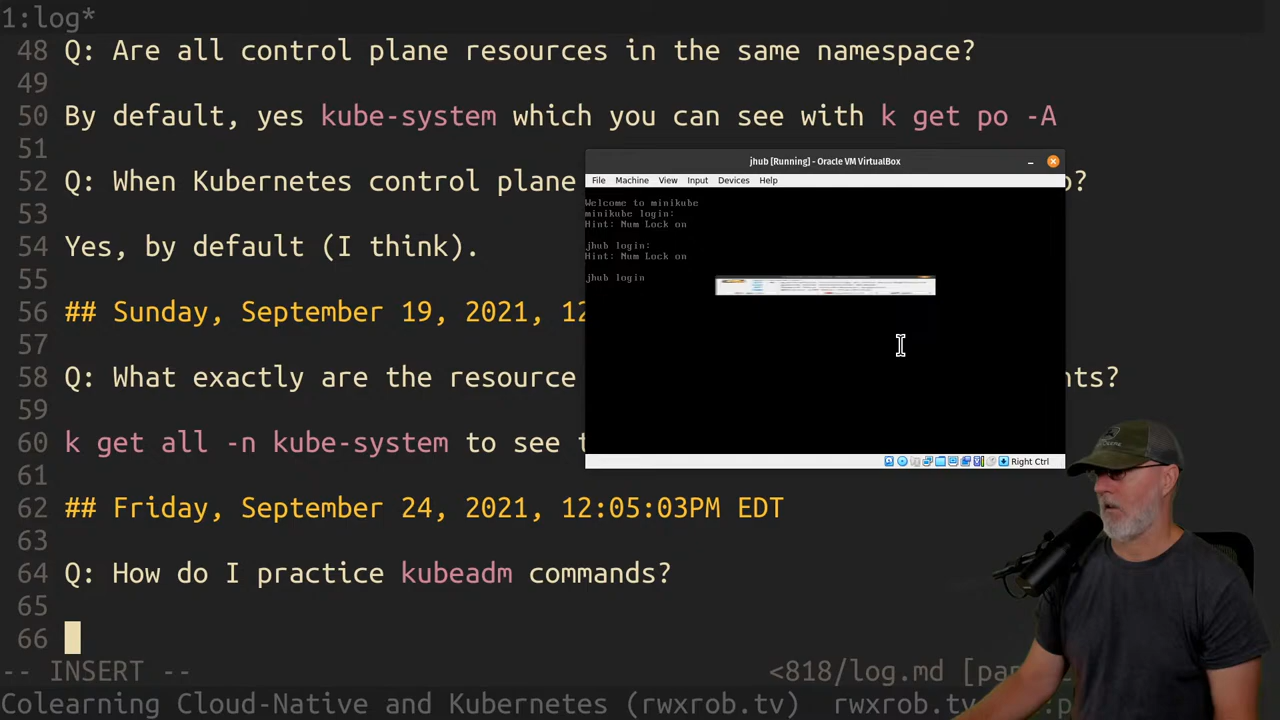 1:log*
48 Q: Are all control plane resources in the same namespace?
49
50 By default, yes kube-system which you can see with k get po -A
51
52 Q: When Kubernetes control plane ?
53
54 Yes, by default (I think).
55
56 ## Sunday, September 19, 2021, 12
57
58 Q: What exactly are the resource nts?
59
60 k get all -n kube-system to see
61
62 ## Friday, September 24, 2021, 12:05:03PM EDT
63
64 Q: How do I practice kubeadm commands?
65
66
-- INSERT -- <818/log.md
Colearning Cloud-Native and Kubernetes (rwxrob.tv) rwxrob.tv
jhub [Running] - Oracle VM VirtualBox
File Machine View Input Devices Help
Welcome to minikube
minikube login:
Hint: Num Lock on
jhub login:
Hint: Num Lock on
jhub login
Right Ctrl